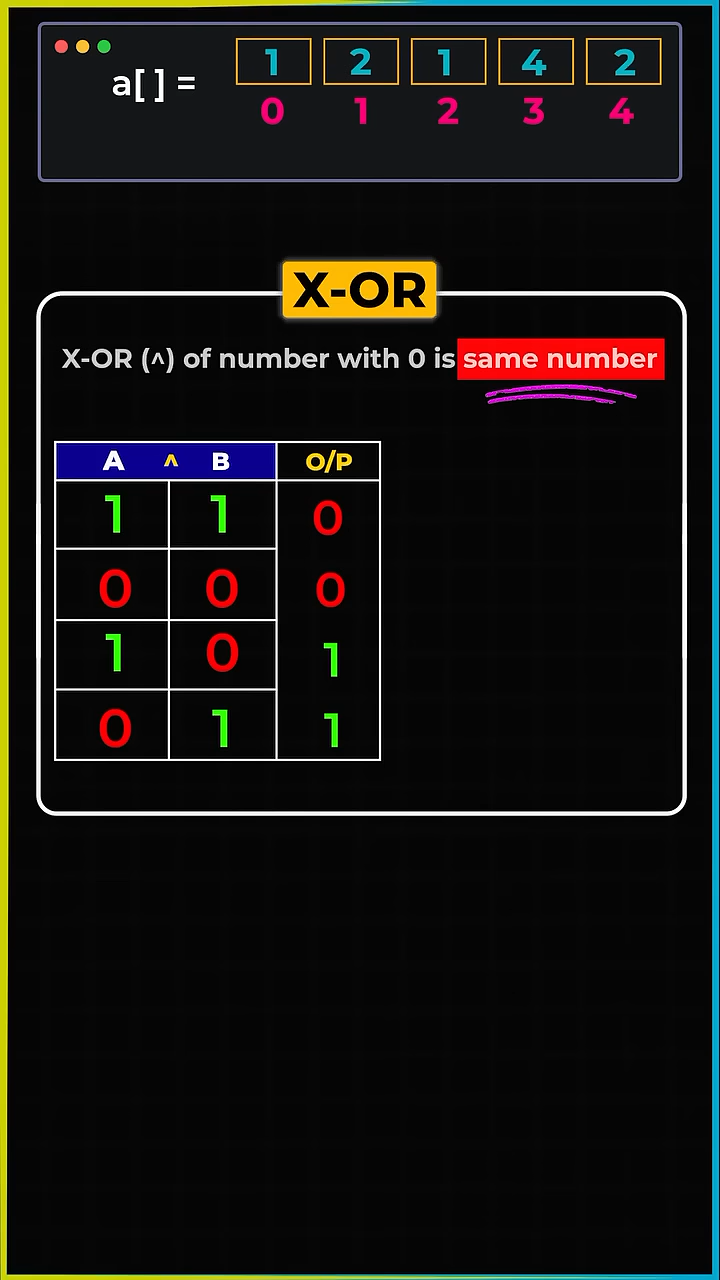 a[ ] = 1 2 1 4 2
0 1 2 3 4
X-OR
X-OR (^) of number with 0 is same number
A ^ B O/P
1 1 0
0 0 0
1 0 1
0 1 1